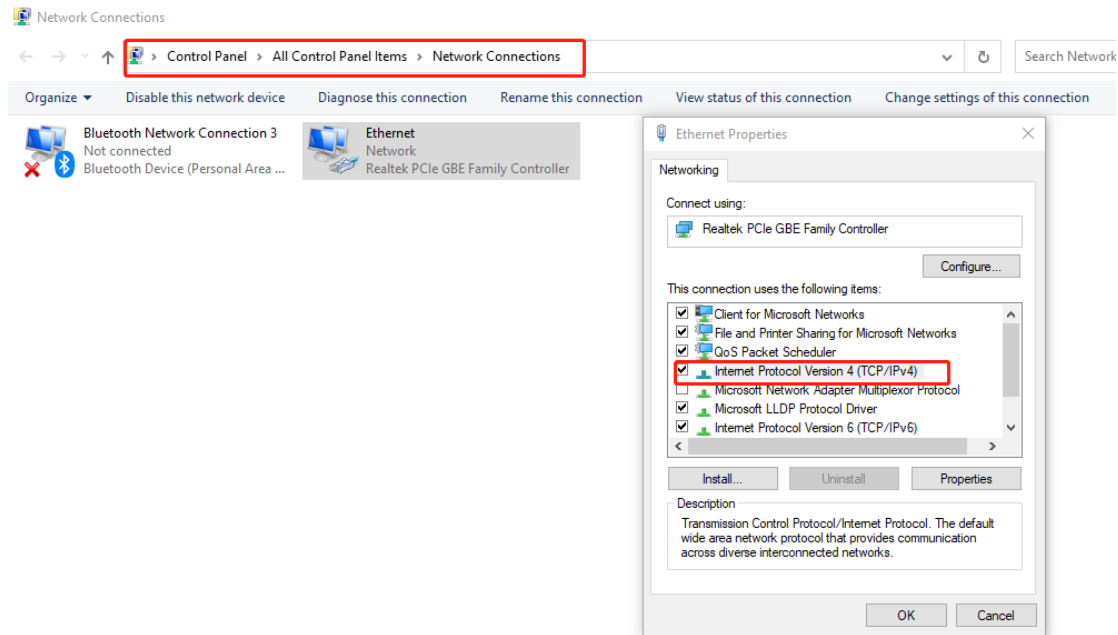 Network Connections
Control Panel > All Control Panel Items > Network Connections
Search Network
Organize
Disable this network device
Diagnose this connection
Rename this connection
View status of this connection
Change settings of this connection
Bluetooth Network Connection 3
Not connected
Bluetooth Device (Personal Area ...
Ethernet
Network
Realtek PCIe GBE Family Controller
Ethernet Properties
Networking
Connect using:
Realtek PCIe GBE Family Controller
Configure...
This connection uses the following items:
Client for Microsoft Networks
File and Printer Sharing for Microsoft Networks
QoS Packet Scheduler
Internet Protocol Version 4 (TCP/IPv4)
Microsoft Network Adapter Multiplexor Protocol
Microsoft LLDP Protocol Driver
Internet Protocol Version 6 (TCP/IPv6)
Install...
Uninstall
Properties
Description
Transmission Control Protocol/Internet Protocol. The default
wide area network protocol that provides communication
across diverse interconnected networks.
OK
Cancel